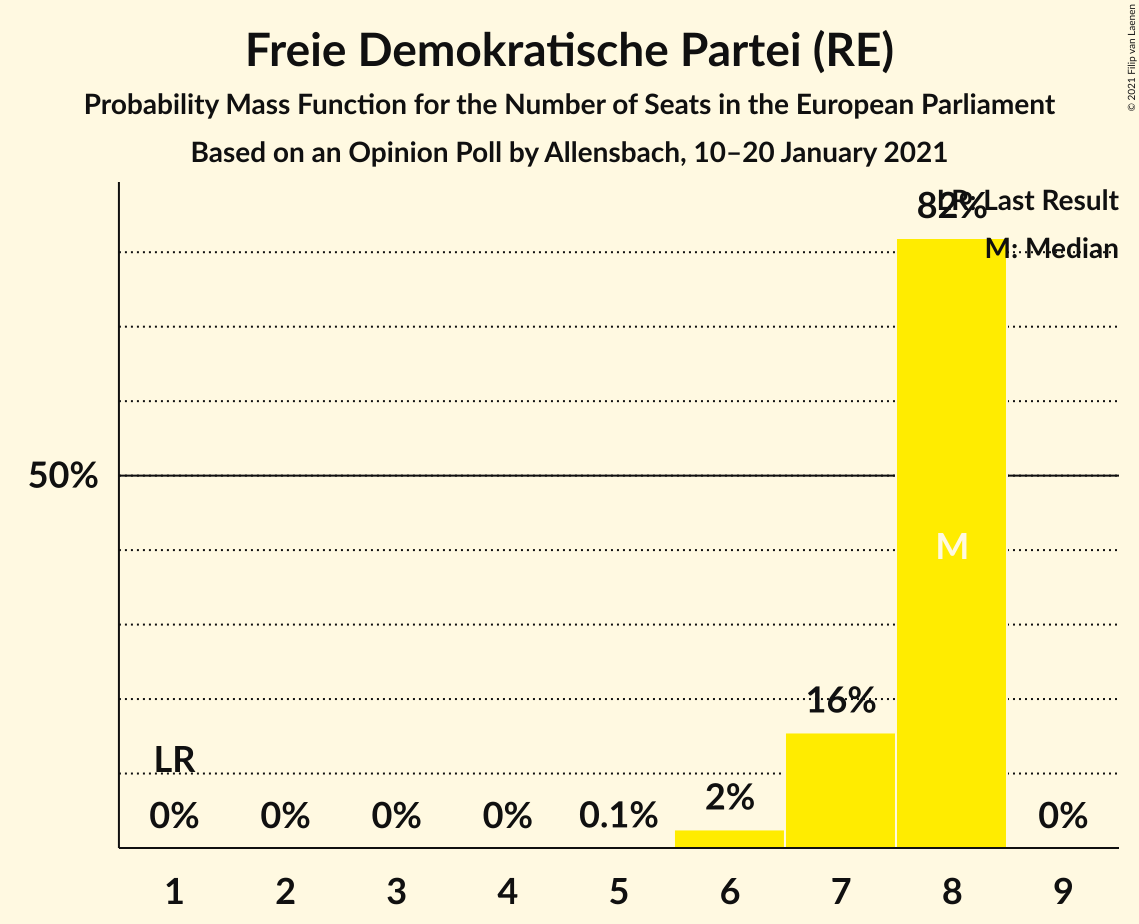 Freie Demokratische Partei (RE)
Probability Mass Function for the Number of Seats in the European Parliament
Based on an Opinion Poll by Allensbach, 10–20 January 2021
© 2021 Filip van Laenen
82%
LR: Last Result
M: Median
50%
M
16%
LR
2%
0% 0% 0% 0% 0.1% 0%
1 2 3 4 5 6 7 8 9